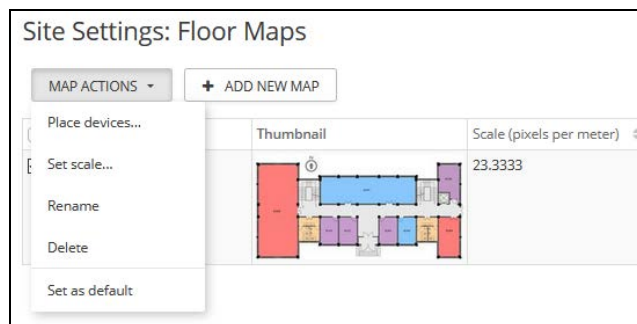 Site Settings: Floor Maps
MAP ACTIONS
+ ADD NEW MAP
Place devices...
Thumbnail
Scale (pixels per meter)
Set scale...
23.3333
Rename
Delete
Set as default